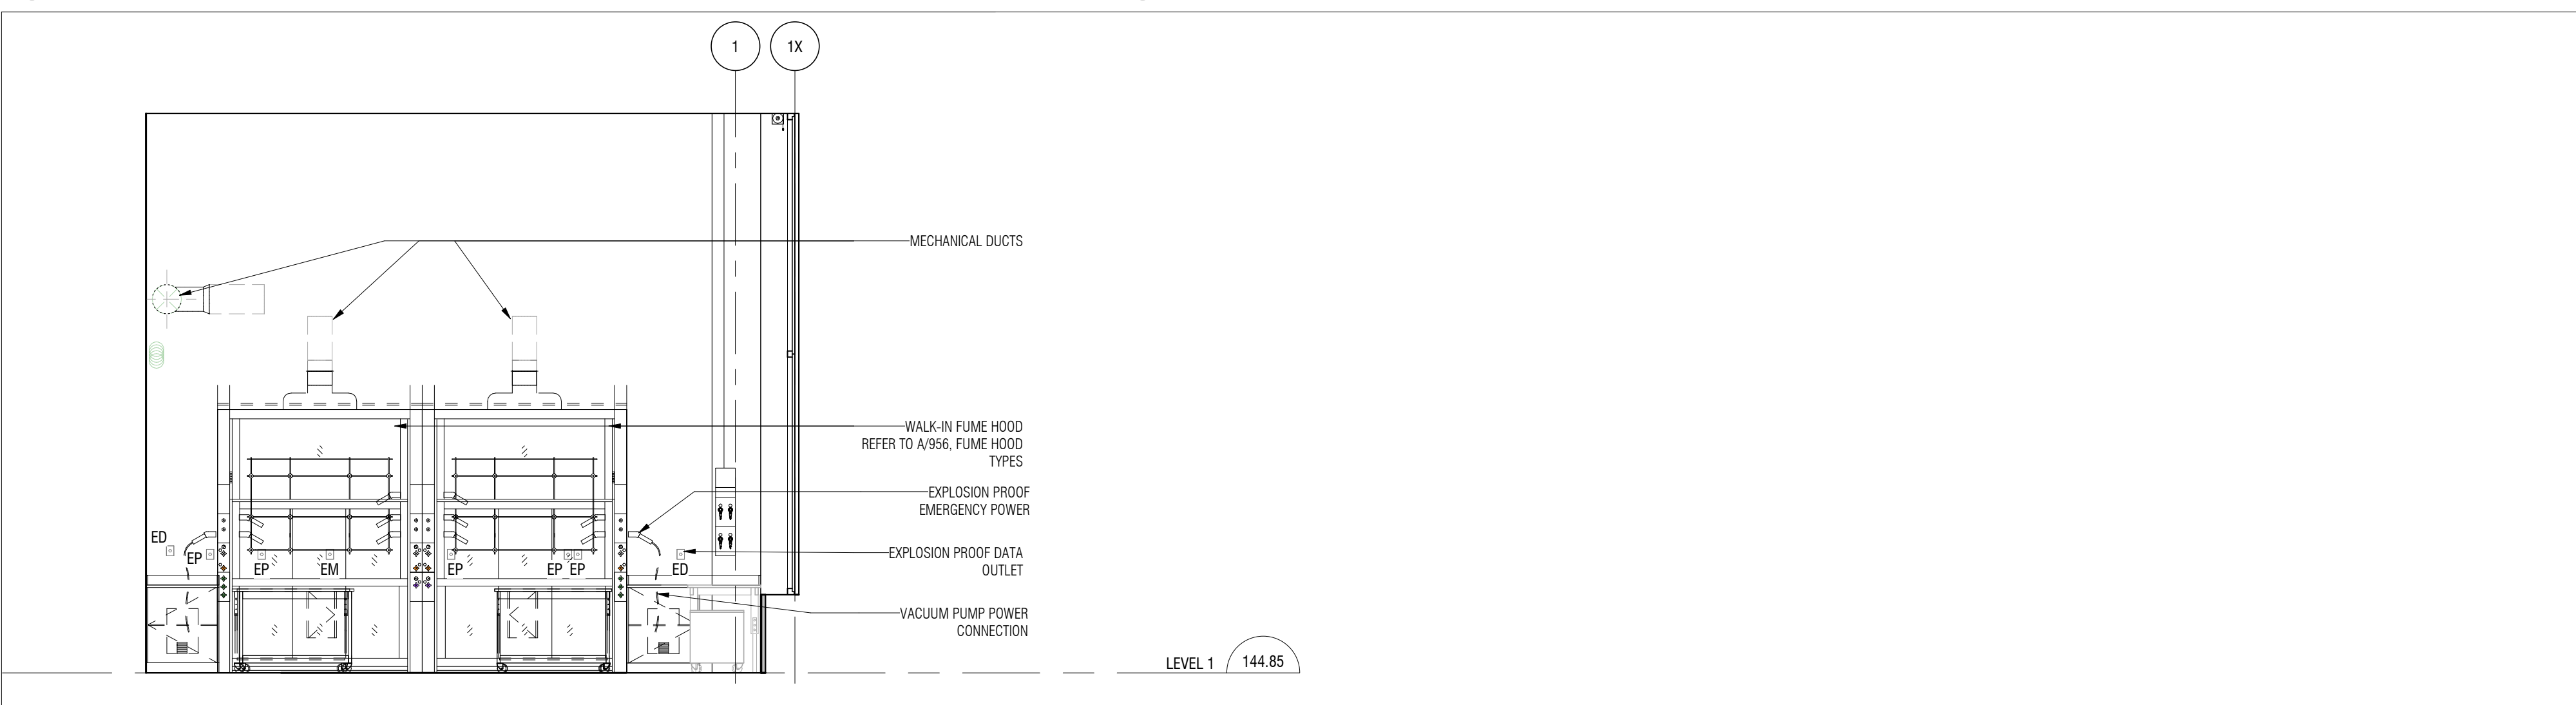 1 1X
MECHANICAL DUCTS
WALK-IN FUME HOOD
REFER TO A/956, FUME HOOD
TYPES
EXPLOSION PROOF
EMERGENCY POWER
ED
EP
EXPLOSION PROOF DATA
OUTLET
EP EM EP EP EP ED
VACUUM PUMP POWER
CONNECTION
LEVEL 1 144.85